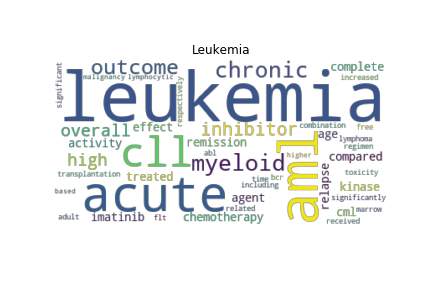 Leukemia
outcome chronic complete
significant malignancy lymphocytic respectively increased
leukemia
overall effect inhibitor combination free
activity remission age lymphoma
cll abl aml regimen
high myeloid higher compared
transplantation treated time bcr relapse toxicity
based acute including kinase
agent significantly
adult imatinib flt chemotherapy related cml marrow
received